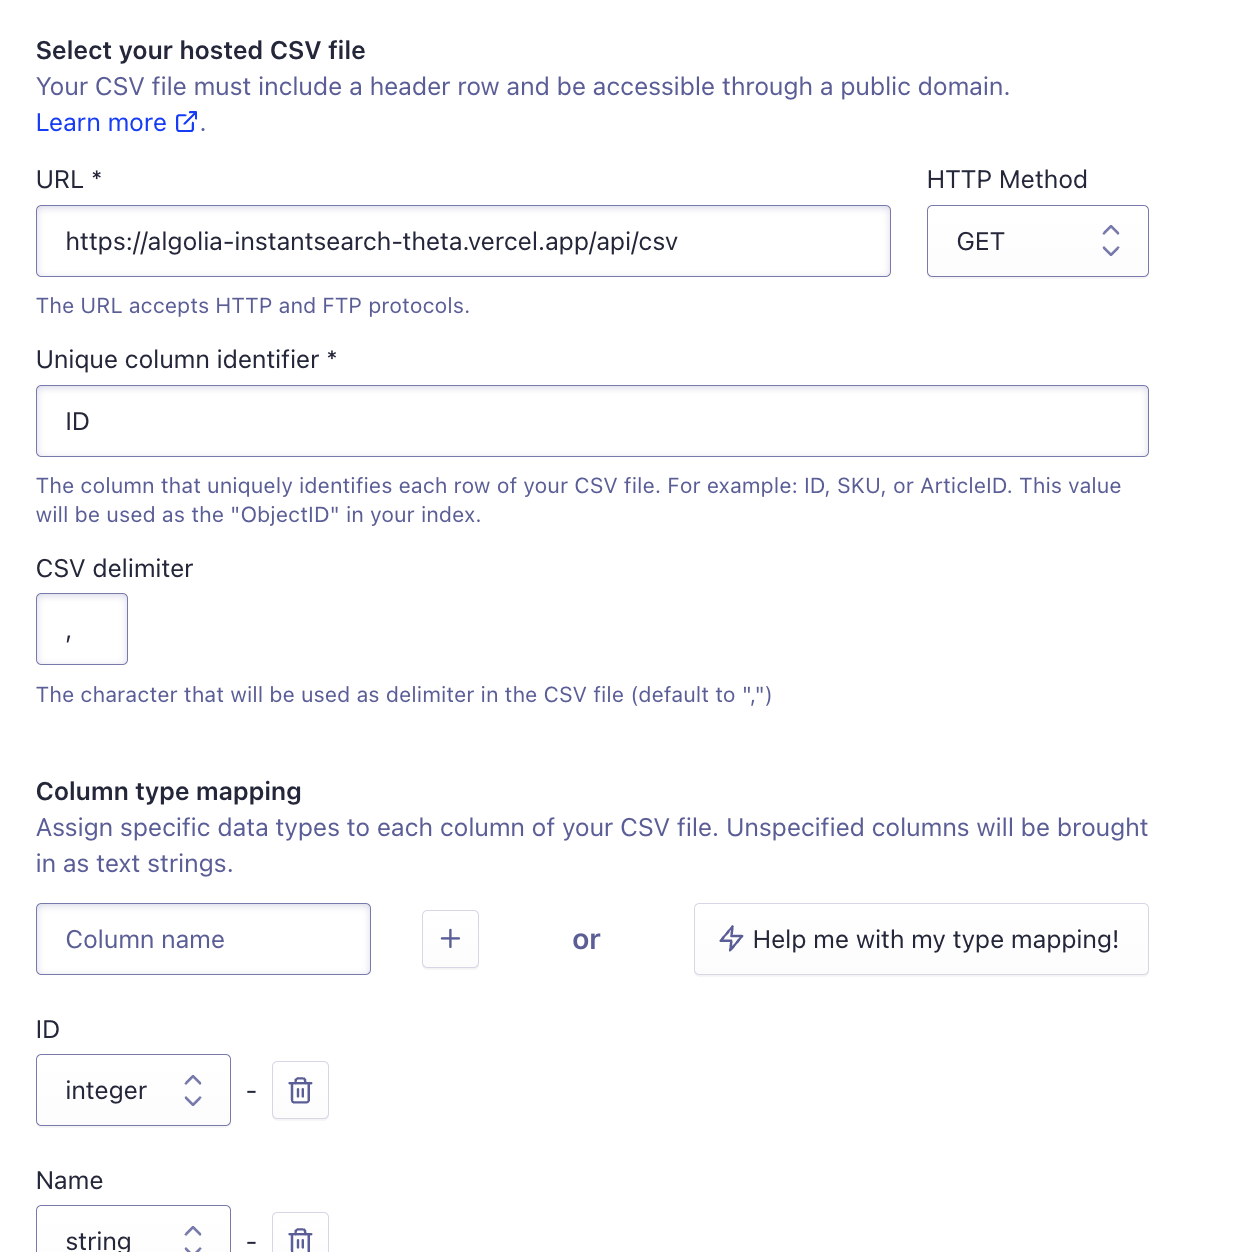 Select your hosted CSV file
Your CSV file must include a header row and be accessible through a public domain.
Learn more.
URL *
HTTP Method
https://algolia-instantsearch-theta.vercel.app/api/csv
GET
The URL accepts HTTP and FTP protocols.
Unique column identifier *
ID
The column that uniquely identifies each row of your CSV file. For example: ID, SKU, or ArticleID. This value
will be used as the "ObjectID" in your index.
CSV delimiter
,
The character that will be used as delimiter in the CSV file (default to ",")
Column type mapping
Assign specific data types to each column of your CSV file. Unspecified columns will be brought
in as text strings.
Column name
+
or
Help me with my type mapping!
ID
integer
-
Name
string
-